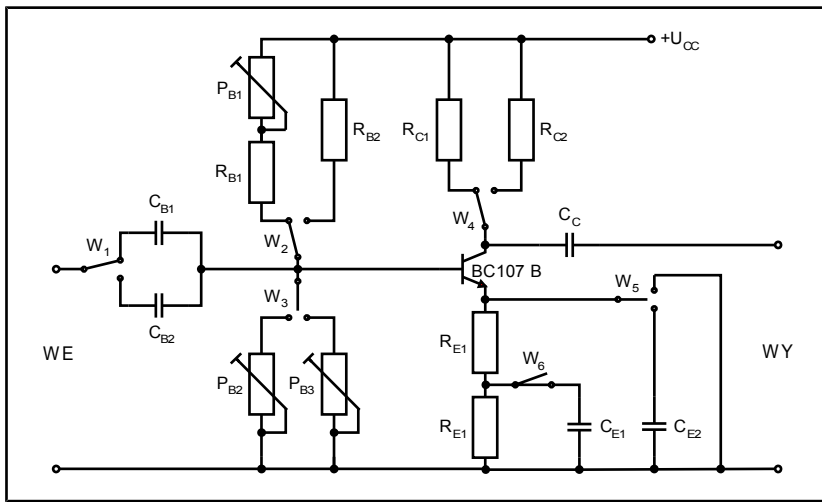 +U_CC
P_B1
R_B2
R_C1
R_C2
R_B1
C_B1
W_1
W_2
W_4
C_C
BC107 B
W_3
W_5
C_B2
WE
R_E1
W_6
WY
P_B2
P_B3
R_E1
C_E1
C_E2